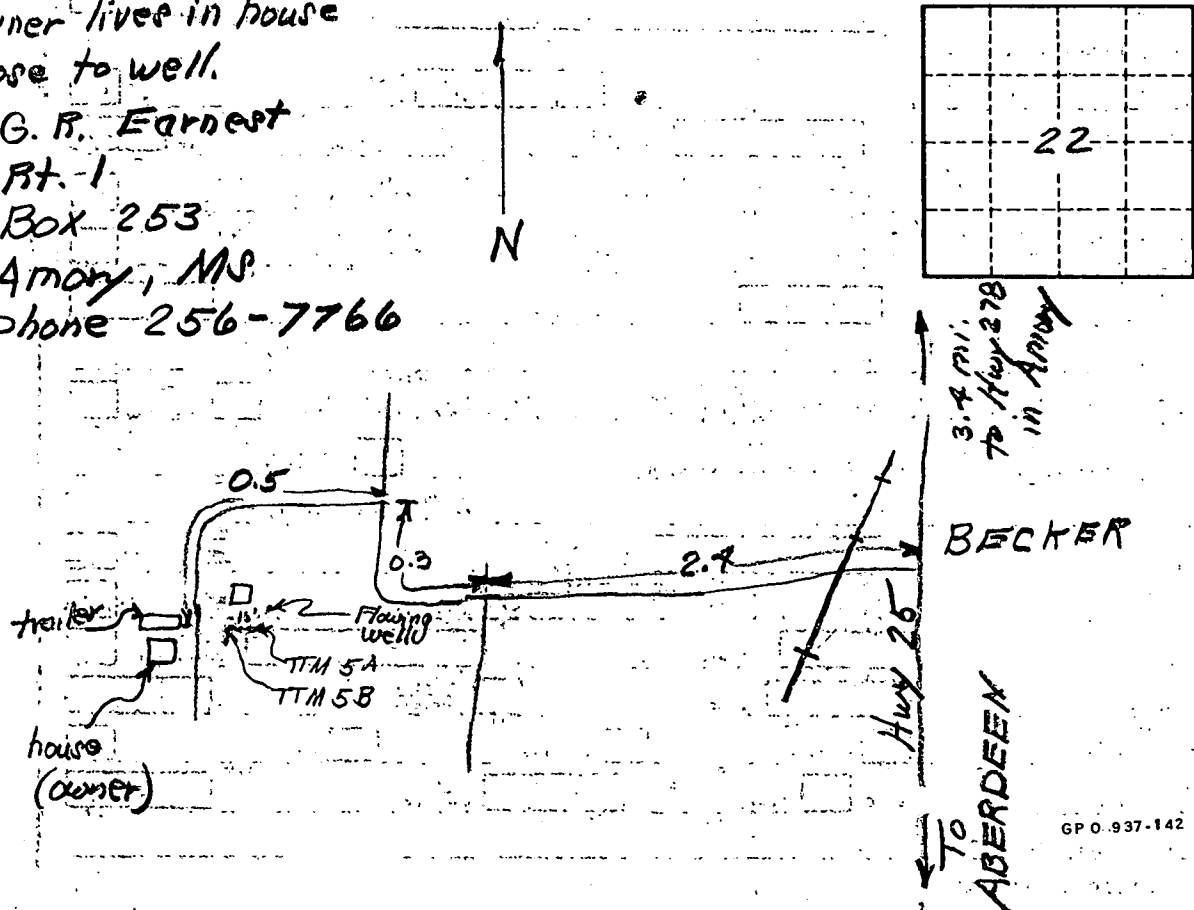 lives in house
to well.
G. R. Earnest
Rt. 1
Box 253
Amory, MS
Phone 256-7766
N
22
3.4 mi.
to Hwy 278
in Amory
0.5
0.3
2.4
BECKER
trailer
15'
Flowing
well
TTM 5A
TTM 5B
house
(owner)
Hwy 25
TO
ABERDEEN
GPO 937-142